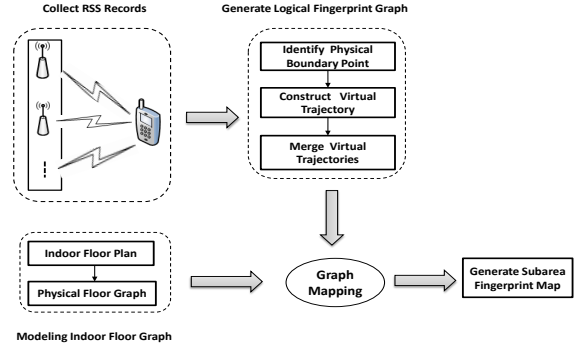 Collect RSS Records
Generate Logical Fingerprint Graph
Identify Physical
Boundary Point
Construct Virtual
Trajectory
Merge Virtual
Trajectories
Indoor Floor Plan
Physical Floor Graph
Graph
Mapping
Generate Subarea
Fingerprint Map
Modeling Indoor Floor Graph